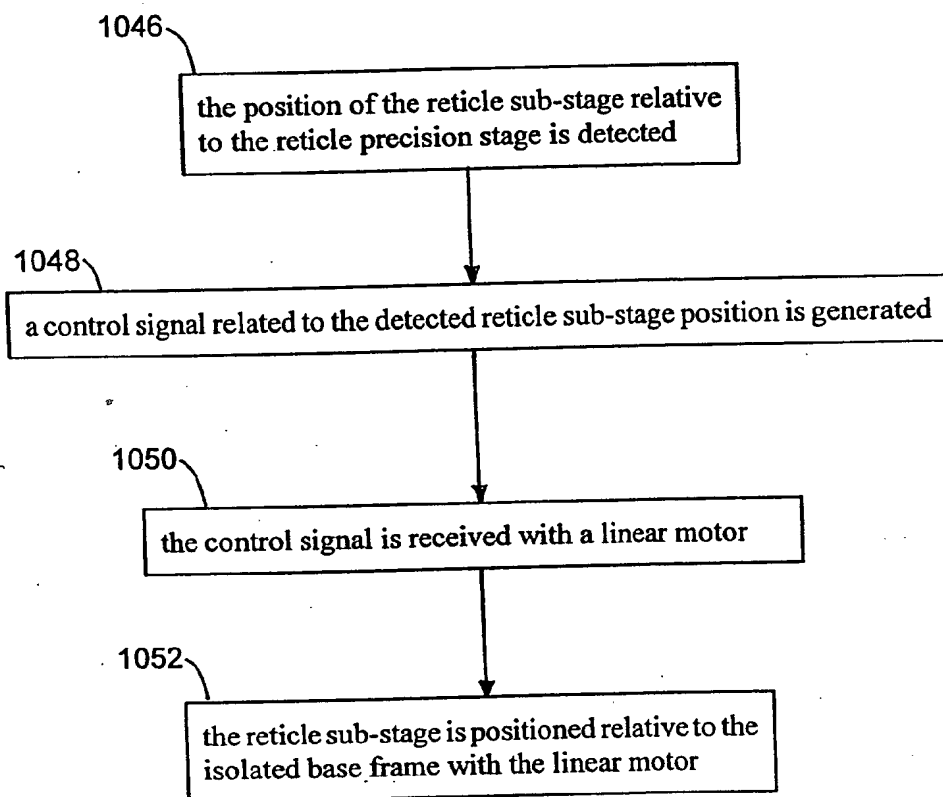 1046
the position of the reticle sub-stage relative
to the reticle precision stage is detected
1048
a control signal related to the detected reticle sub-stage position is generated
1050
the control signal is received with a linear motor
1052
the reticle sub-stage is positioned relative to the
isolated base frame with the linear motor